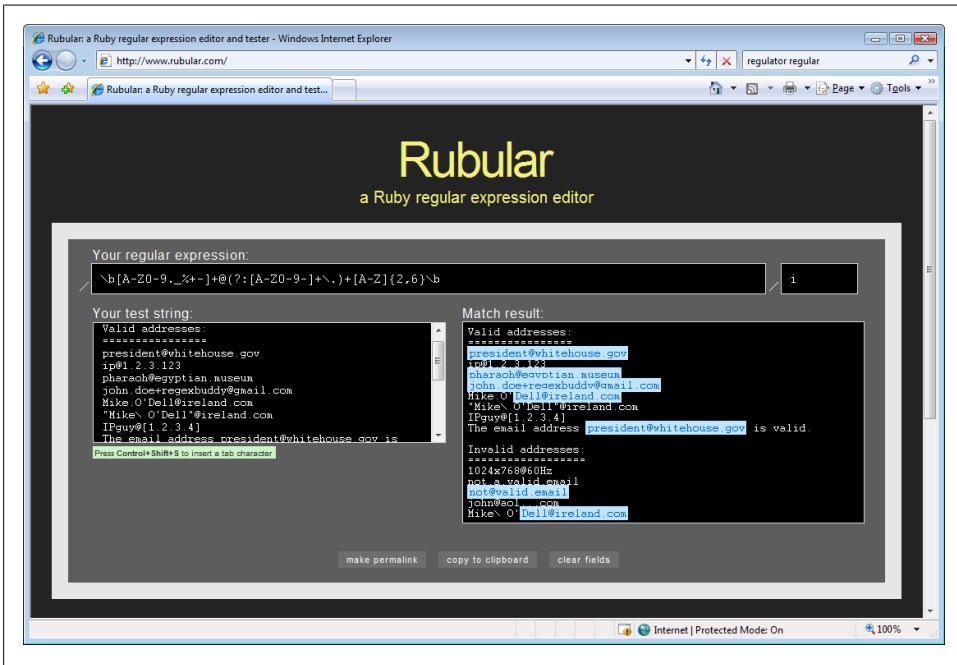 Rubular: a Ruby regular expression editor and tester - Windows Internet Explorer
http://www.rubular.com/
regulator regular
Rubular: a Ruby regular expression editor and test...
Page
Tools
Rubular
a Ruby regular expression editor
Your regular expression:
/ \b[A-Z0-9._%+-]+@(?:[A-Z0-9-]+\.)+[A-Z]{2,6}\b / i
Your test string:
Valid addresses:
================
president@whitehouse.gov
ip@1.2.3.123
pharaoh@egyptian.museum
john.doe+regexbuddy@gmail.com
Mike.O'Dell@ireland.com
"Mike\ O'Dell"@ireland.com
IPguy@[1.2.3.4]
The email address president@whitehouse.gov is
Press Control+Shift+S to insert a tab character
Match result:
Valid addresses:
================
president@whitehouse.gov
ip@1.2.3.123
pharaoh@egyptian.museum
john.doe+regexbuddy@gmail.com
Mike.O'Dell@ireland.com
"Mike\ O'Dell"@ireland.com
IPguy@[1.2.3.4]
The email address president@whitehouse.gov is valid.
Invalid addresses:
==================
1024x768@60Hz
not.a.valid.email
not@valid.email
john@aol...com
Mike\ O'Dell@ireland.com
make permalink
copy to clipboard
clear fields
Internet | Protected Mode: On
100%